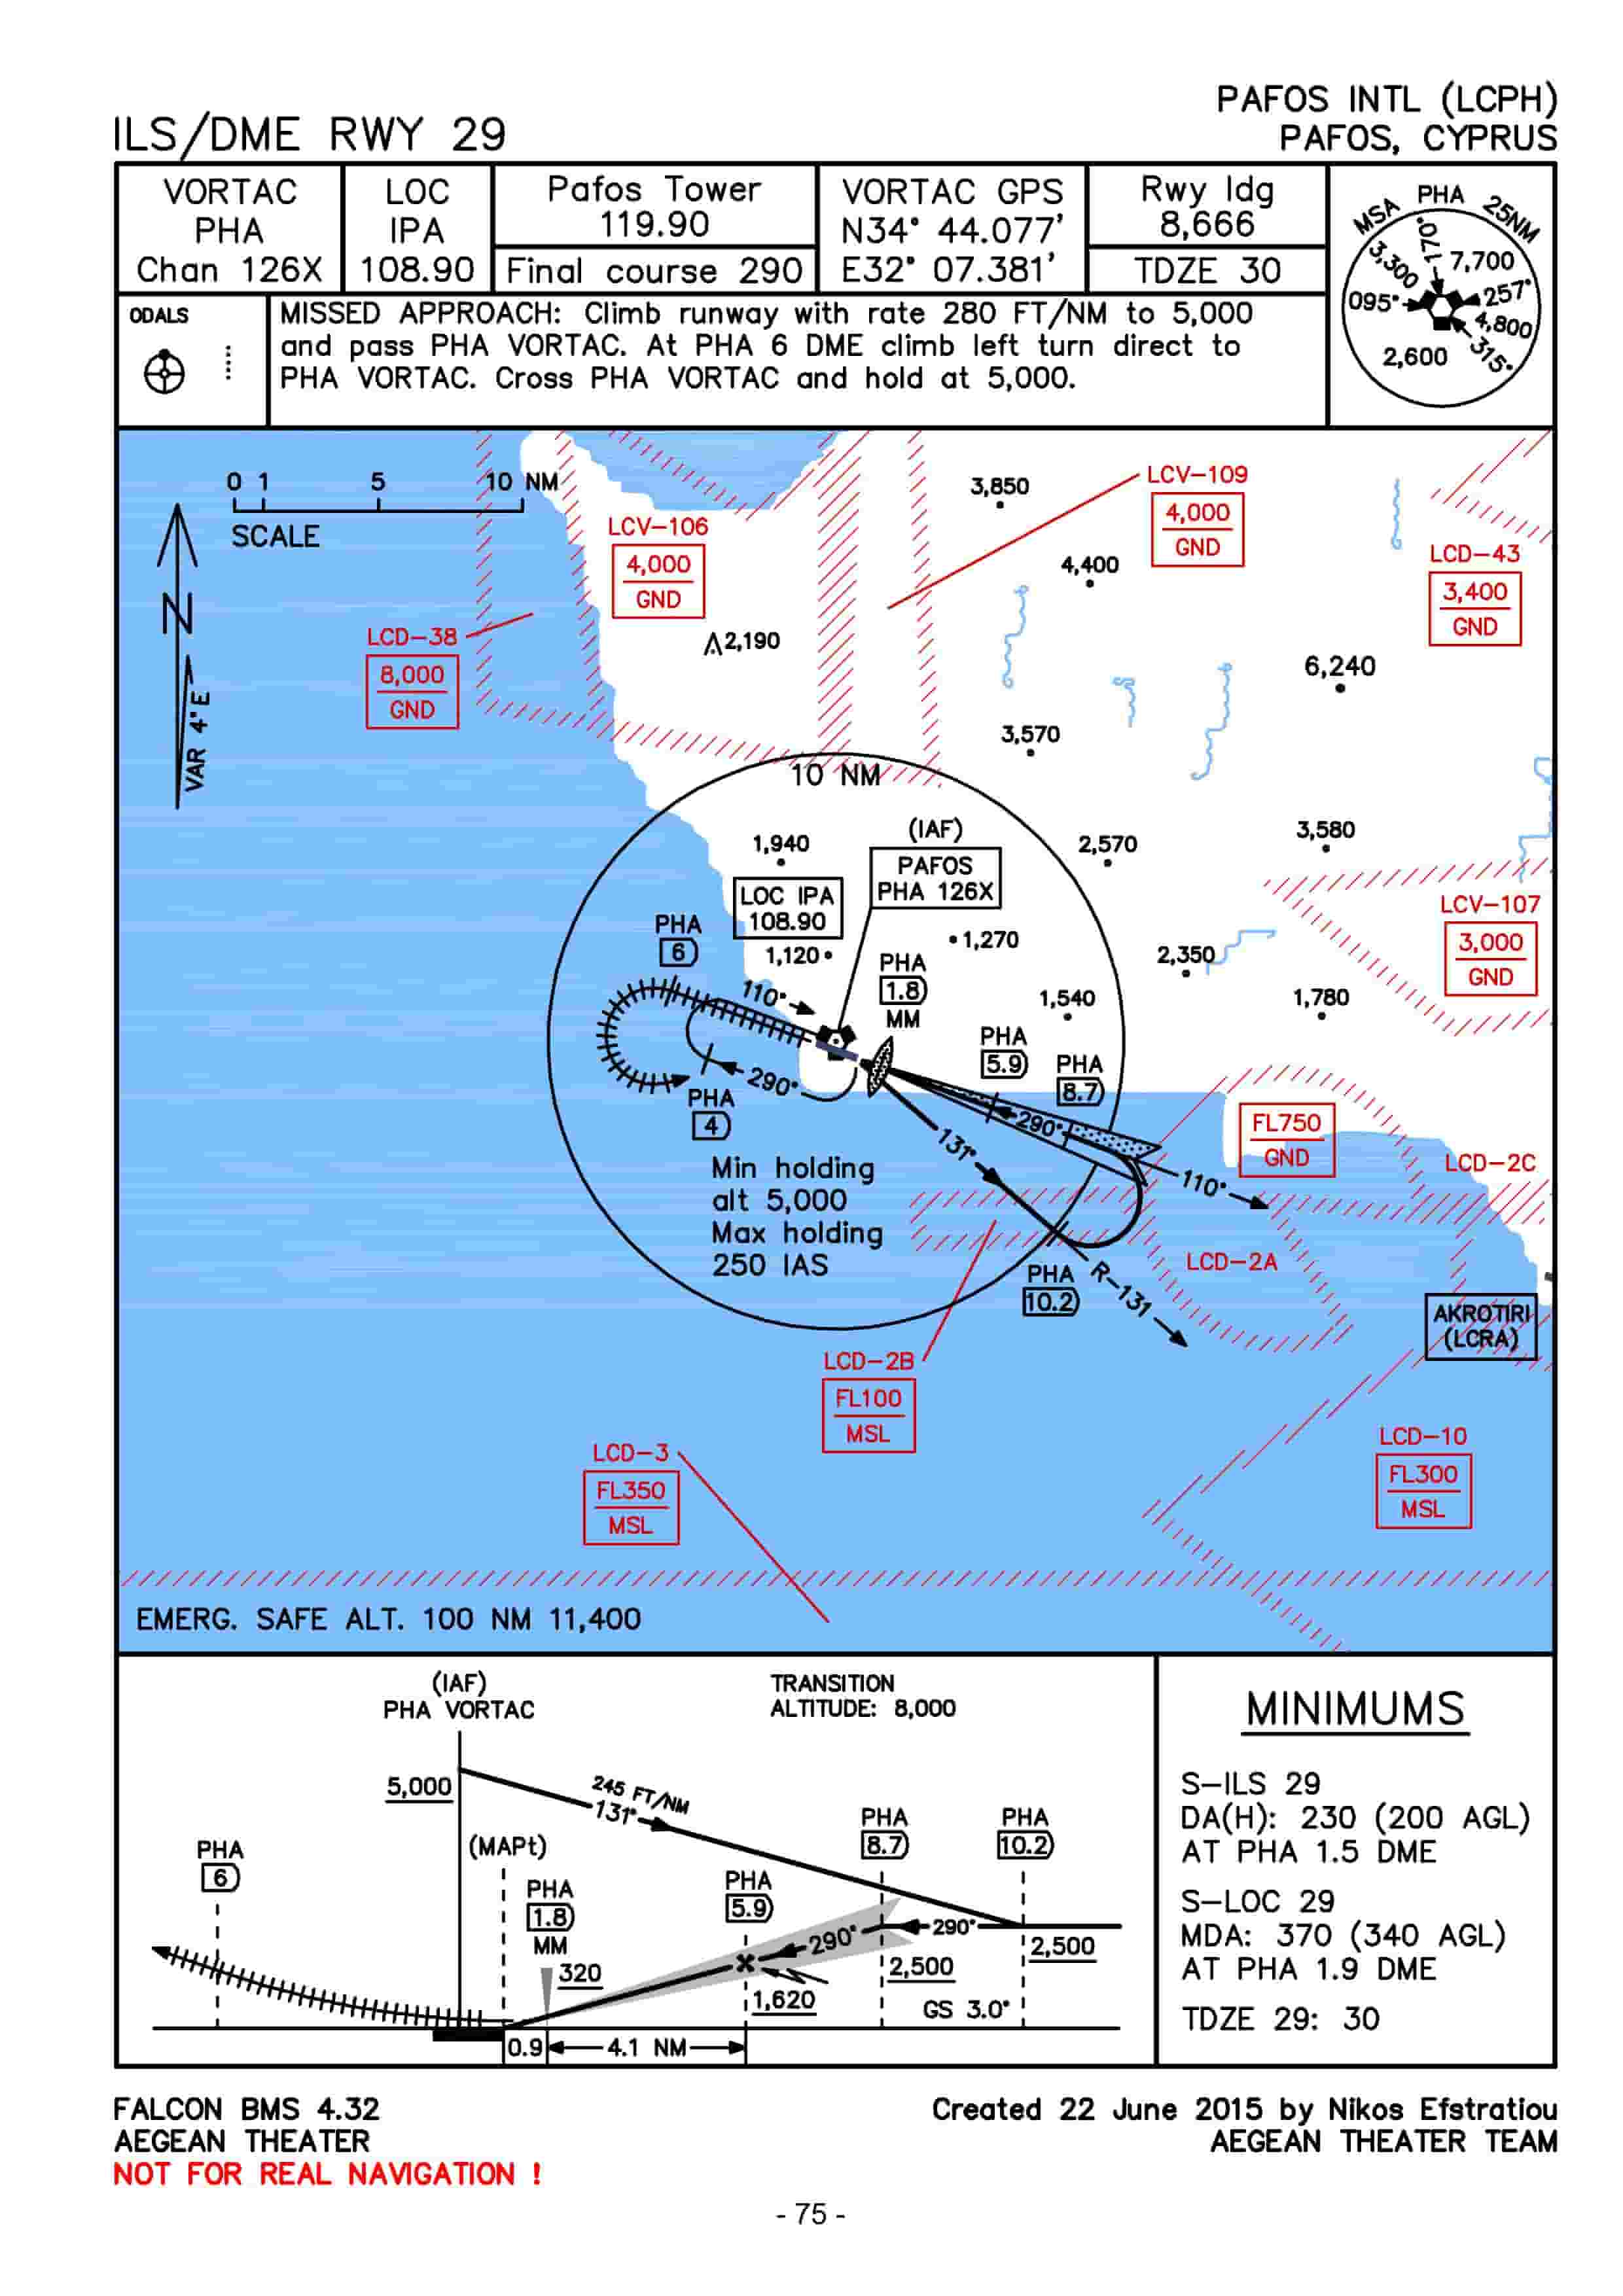 PAFOS INTL (LCPH)
ILS/DME RWY 29
PAFOS, CYPRUS
VORTAC
PHA
Chan 126X
LOC
IPA
108.90
Pafos Tower
119.90
Final course 290
VORTAC GPS
N34° 44.077'
E32° 07.381'
Rwy ldg
8,666
TDZE 30
MSA PHA 25NM
170°
3,300
7,700
095°
257°
4,800
2,600
315°
ODALS
MISSED APPROACH: Climb runway with rate 280 FT/NM to 5,000
and pass PHA VORTAC. At PHA 6 DME climb left turn direct to
PHA VORTAC. Cross PHA VORTAC and hold at 5,000.
0 1 5 10 NM
SCALE
N
VAR 4°E
LCV-106
4,000
GND
LCV-109
4,000
GND
3,850
4,400
LCD-43
3,400
GND
LCD-38
8,000
GND
2,190
6,240
3,570
10 NM
(IAF)
PAFOS
PHA 126X
1,940
2,570
3,580
LOC IPA
108.90
LCV-107
3,000
GND
PHA
6
1,120
1,270
2,350
PHA
1.8
MM
110°
1,540
1,780
PHA
5.9
PHA
8.7
290°
PHA
4
290°
131°
110°
FL750
GND
LCD-2C
Min holding
alt 5,000
Max holding
250 IAS
LCD-2A
PHA
10.2
R-131
AKROTIRI
(LCRA)
LCD-2B
FL100
MSL
LCD-3
FL350
MSL
LCD-10
FL300
MSL
EMERG. SAFE ALT. 100 NM 11,400
(IAF)
PHA VORTAC
TRANSITION
ALTITUDE: 8,000
5,000
245 FT/NM
131°
PHA
6
(MAPt)
PHA
1.8
MM
320
PHA
5.9
PHA
8.7
PHA
10.2
290°
290°
2,500
2,500
1,620
GS 3.0°
0.9
4.1 NM
MINIMUMS
S-ILS 29
DA(H): 230 (200 AGL)
AT PHA 1.5 DME
S-LOC 29
MDA: 370 (340 AGL)
AT PHA 1.9 DME
TDZE 29: 30
FALCON BMS 4.32
AEGEAN THEATER
NOT FOR REAL NAVIGATION !
Created 22 June 2015 by Nikos Efstratiou
AEGEAN THEATER TEAM
- 75 -